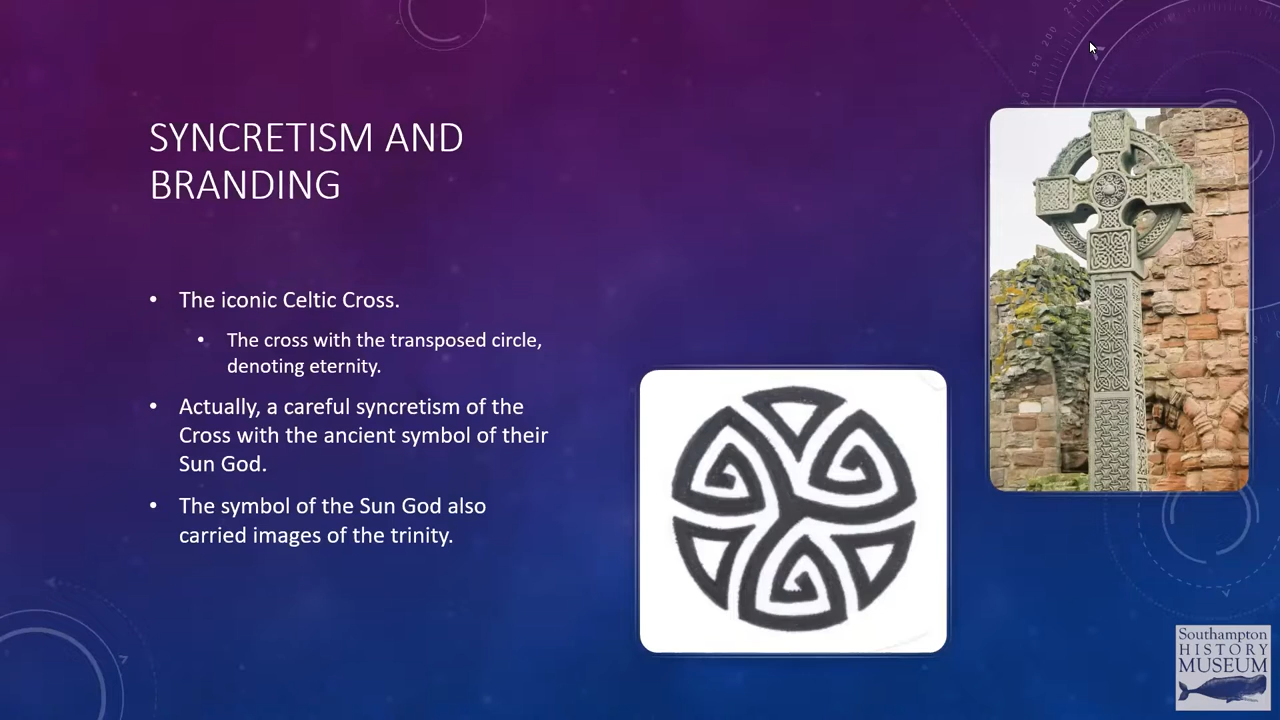 SYNCRETISM AND
BRANDING
• The iconic Celtic Cross.
• The cross with the transposed circle,
denoting eternity.
• Actually, a careful syncretism of the
Cross with the ancient symbol of their
Sun God.
• The symbol of the Sun God also
carried images of the trinity.
Southampton
HISTORY
MUSEUM